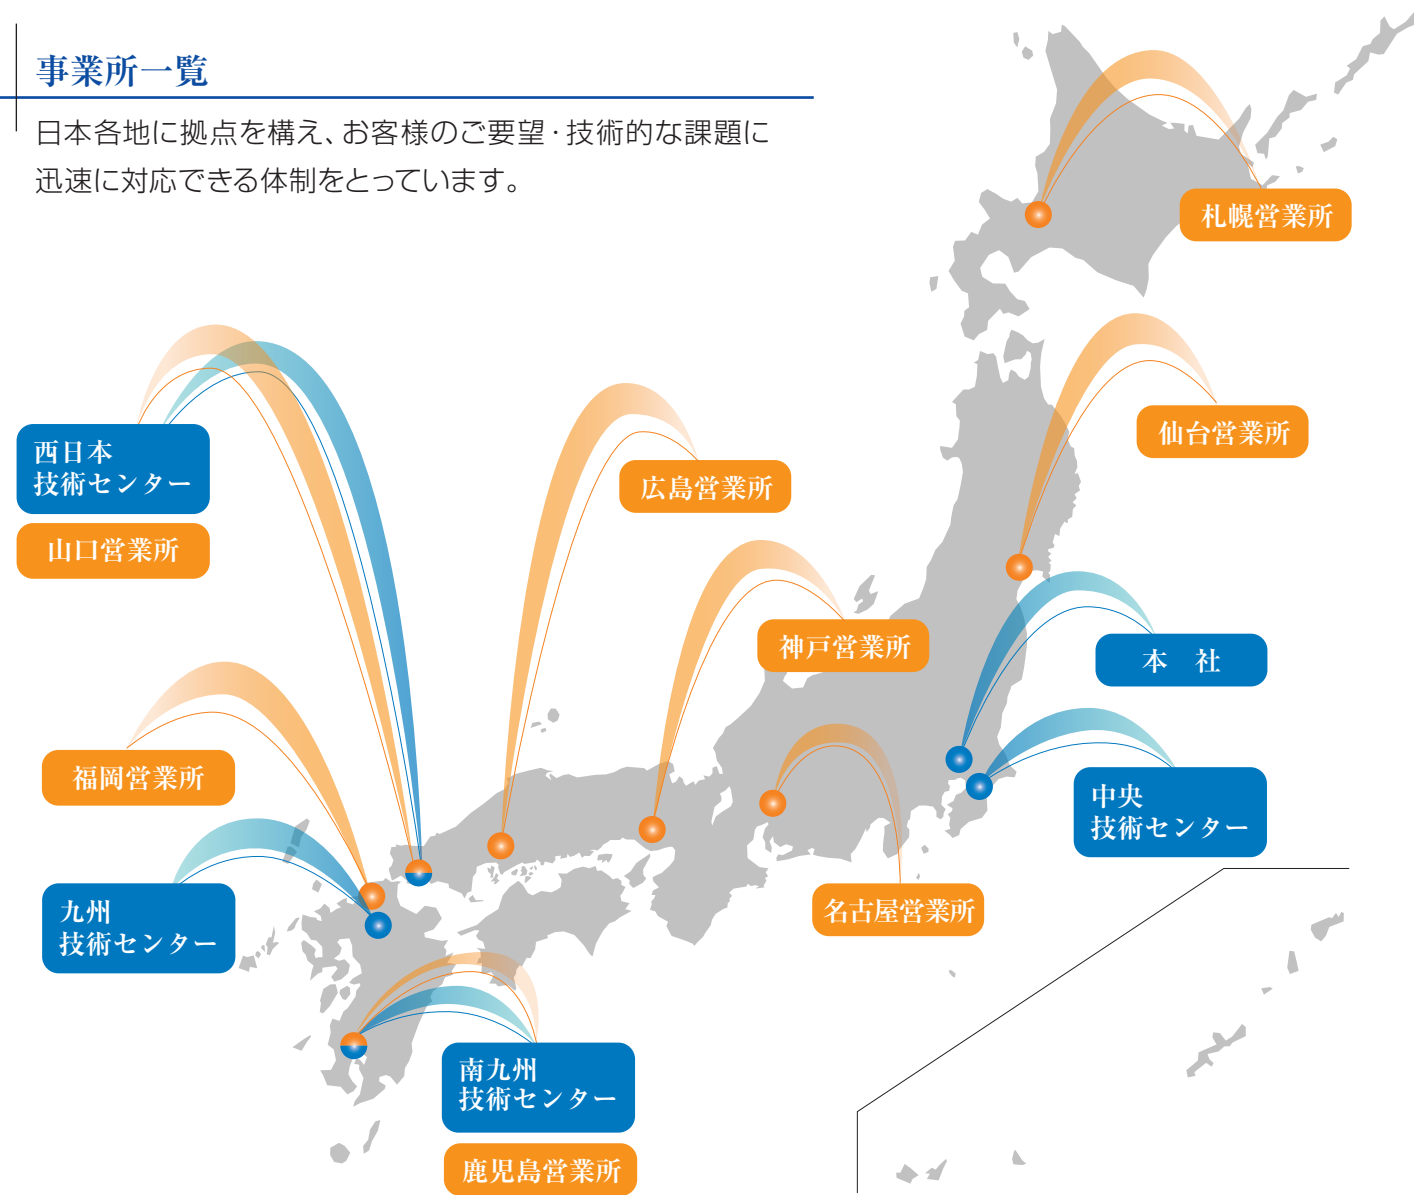 事業所一覧
日本各地に拠点を構え、お客様のご要望・技術的な課題に
迅速に対応できる体制をとっています。
札幌営業所
仙台営業所
西日本
技術センター
山口営業所
広島営業所
神戸営業所
本　社
福岡営業所
中央
技術センター
九州
技術センター
名古屋営業所
南九州
技術センター
鹿児島営業所